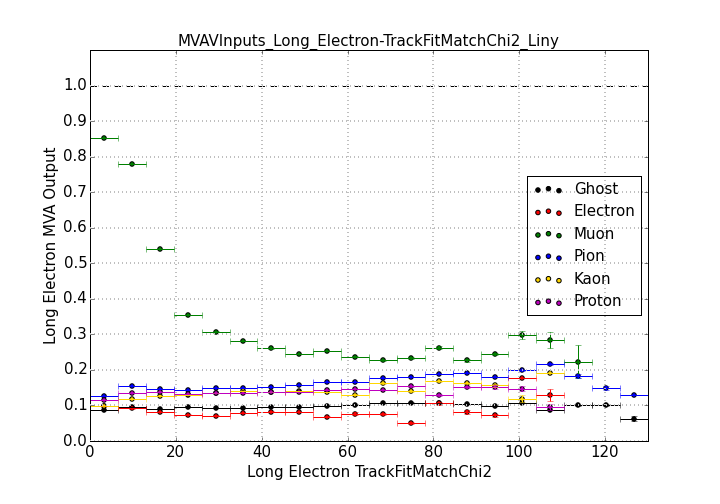 MVAVInputs_Long_Electron-TrackFitMatchChi2_Liny
Long Electron MVA Output
1.0
0.9
0.8
0.7
0.6
0.5
0.4
0.3
0.2
0.1
0.0
Ghost
Electron
Muon
Pion
Kaon
Proton
0 20 40 60 80 100 120
Long Electron TrackFitMatchChi2